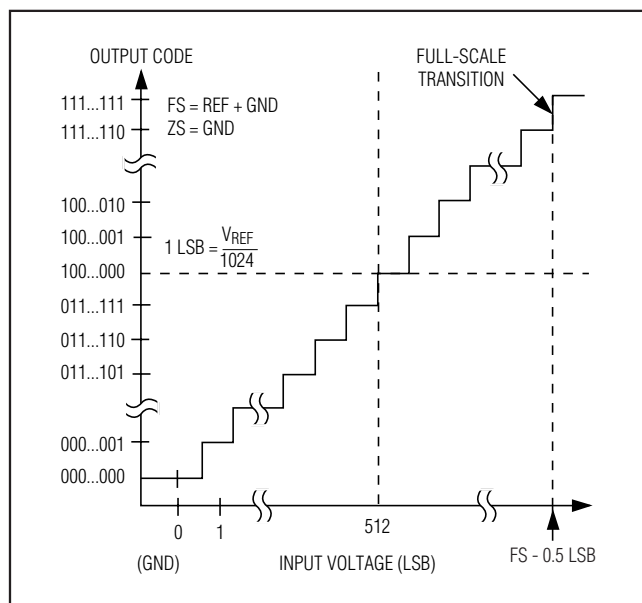 OUTPUT CODE
FULL-SCALE
TRANSITION
111...111
FS = REF + GND
111...110
ZS = GND
100...010
100...001
1 LSB = VREF
1024
100...000
011...111
011...110
011...101
000...001
000...000
0
1
512
(GND)
INPUT VOLTAGE (LSB)
FS - 0.5 LSB